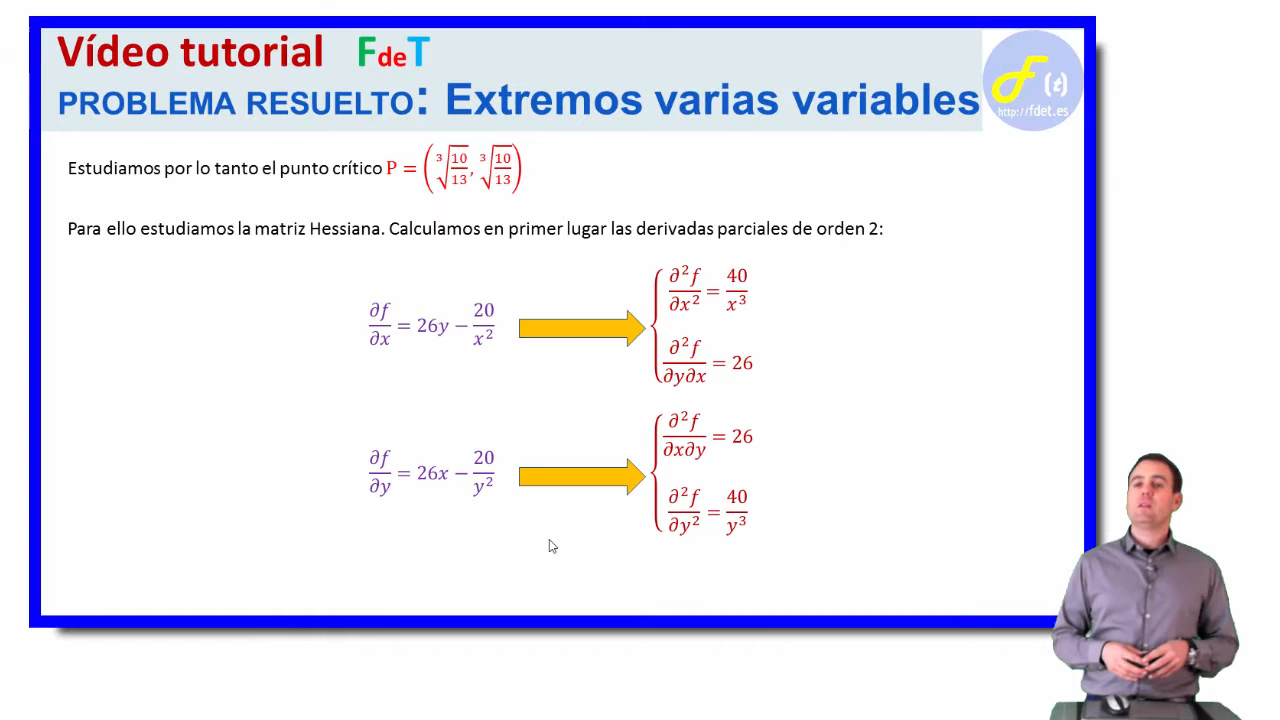 Vídeo tutorial FdeT
PROBLEMA RESUELTO: Extremos varias variables
F(t)
http://fdet.es
Estudiamos por lo tanto el punto crítico P = (∛(10/13), ∛(10/13))
Para ello estudiamos la matriz Hessiana. Calculamos en primer lugar las derivadas parciales de orden 2:
∂f/∂x = 26y − 20/x²
∂²f/∂x² = 40/x³
∂²f/∂y∂x = 26
∂f/∂y = 26x − 20/y²
∂²f/∂x∂y = 26
∂²f/∂y² = 40/y³